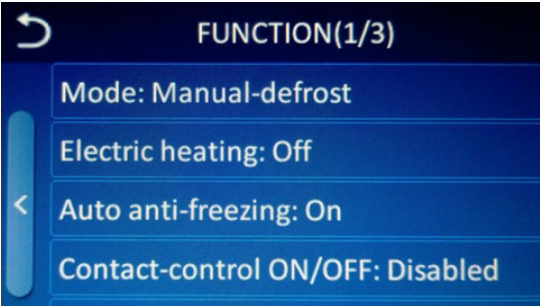 FUNCTION(1/3)
Mode: Manual-defrost
Electric heating: Off
Auto anti-freezing: On
Contact-control ON/OFF: Disabled